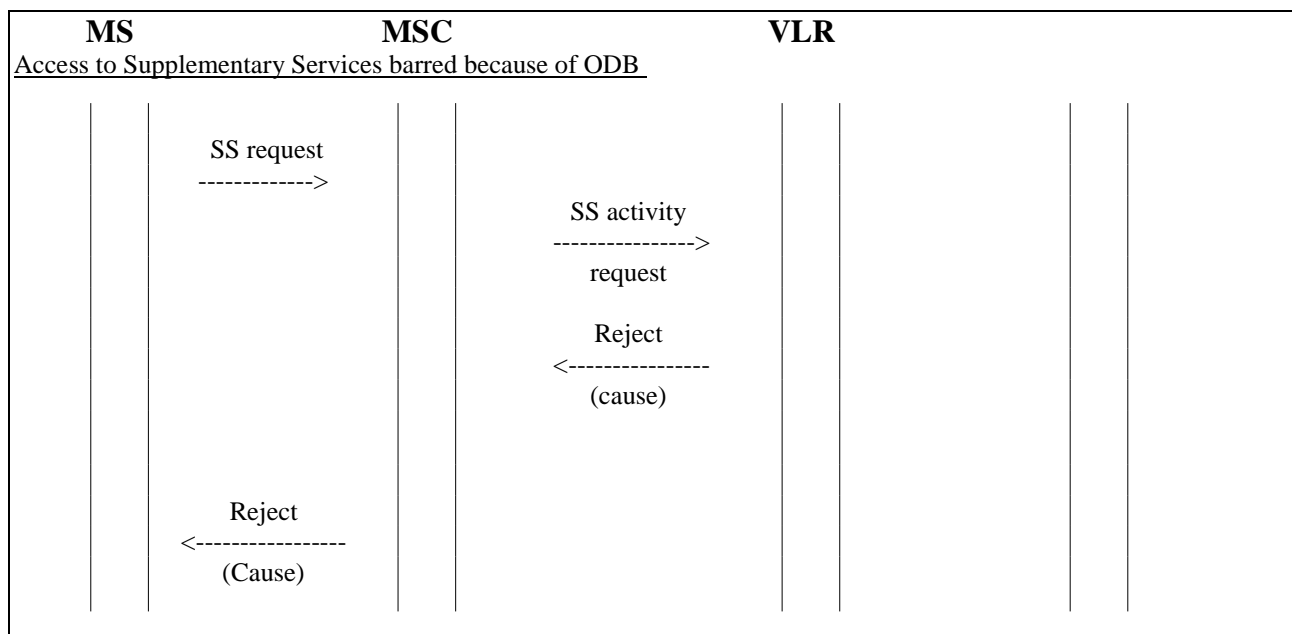 MS MSC VLR
Access to Supplementary Services barred because of ODB
SS request
------------->
SS activity
---------------->
request
Reject
<----------------
(cause)
Reject
<-----------------
(Cause)